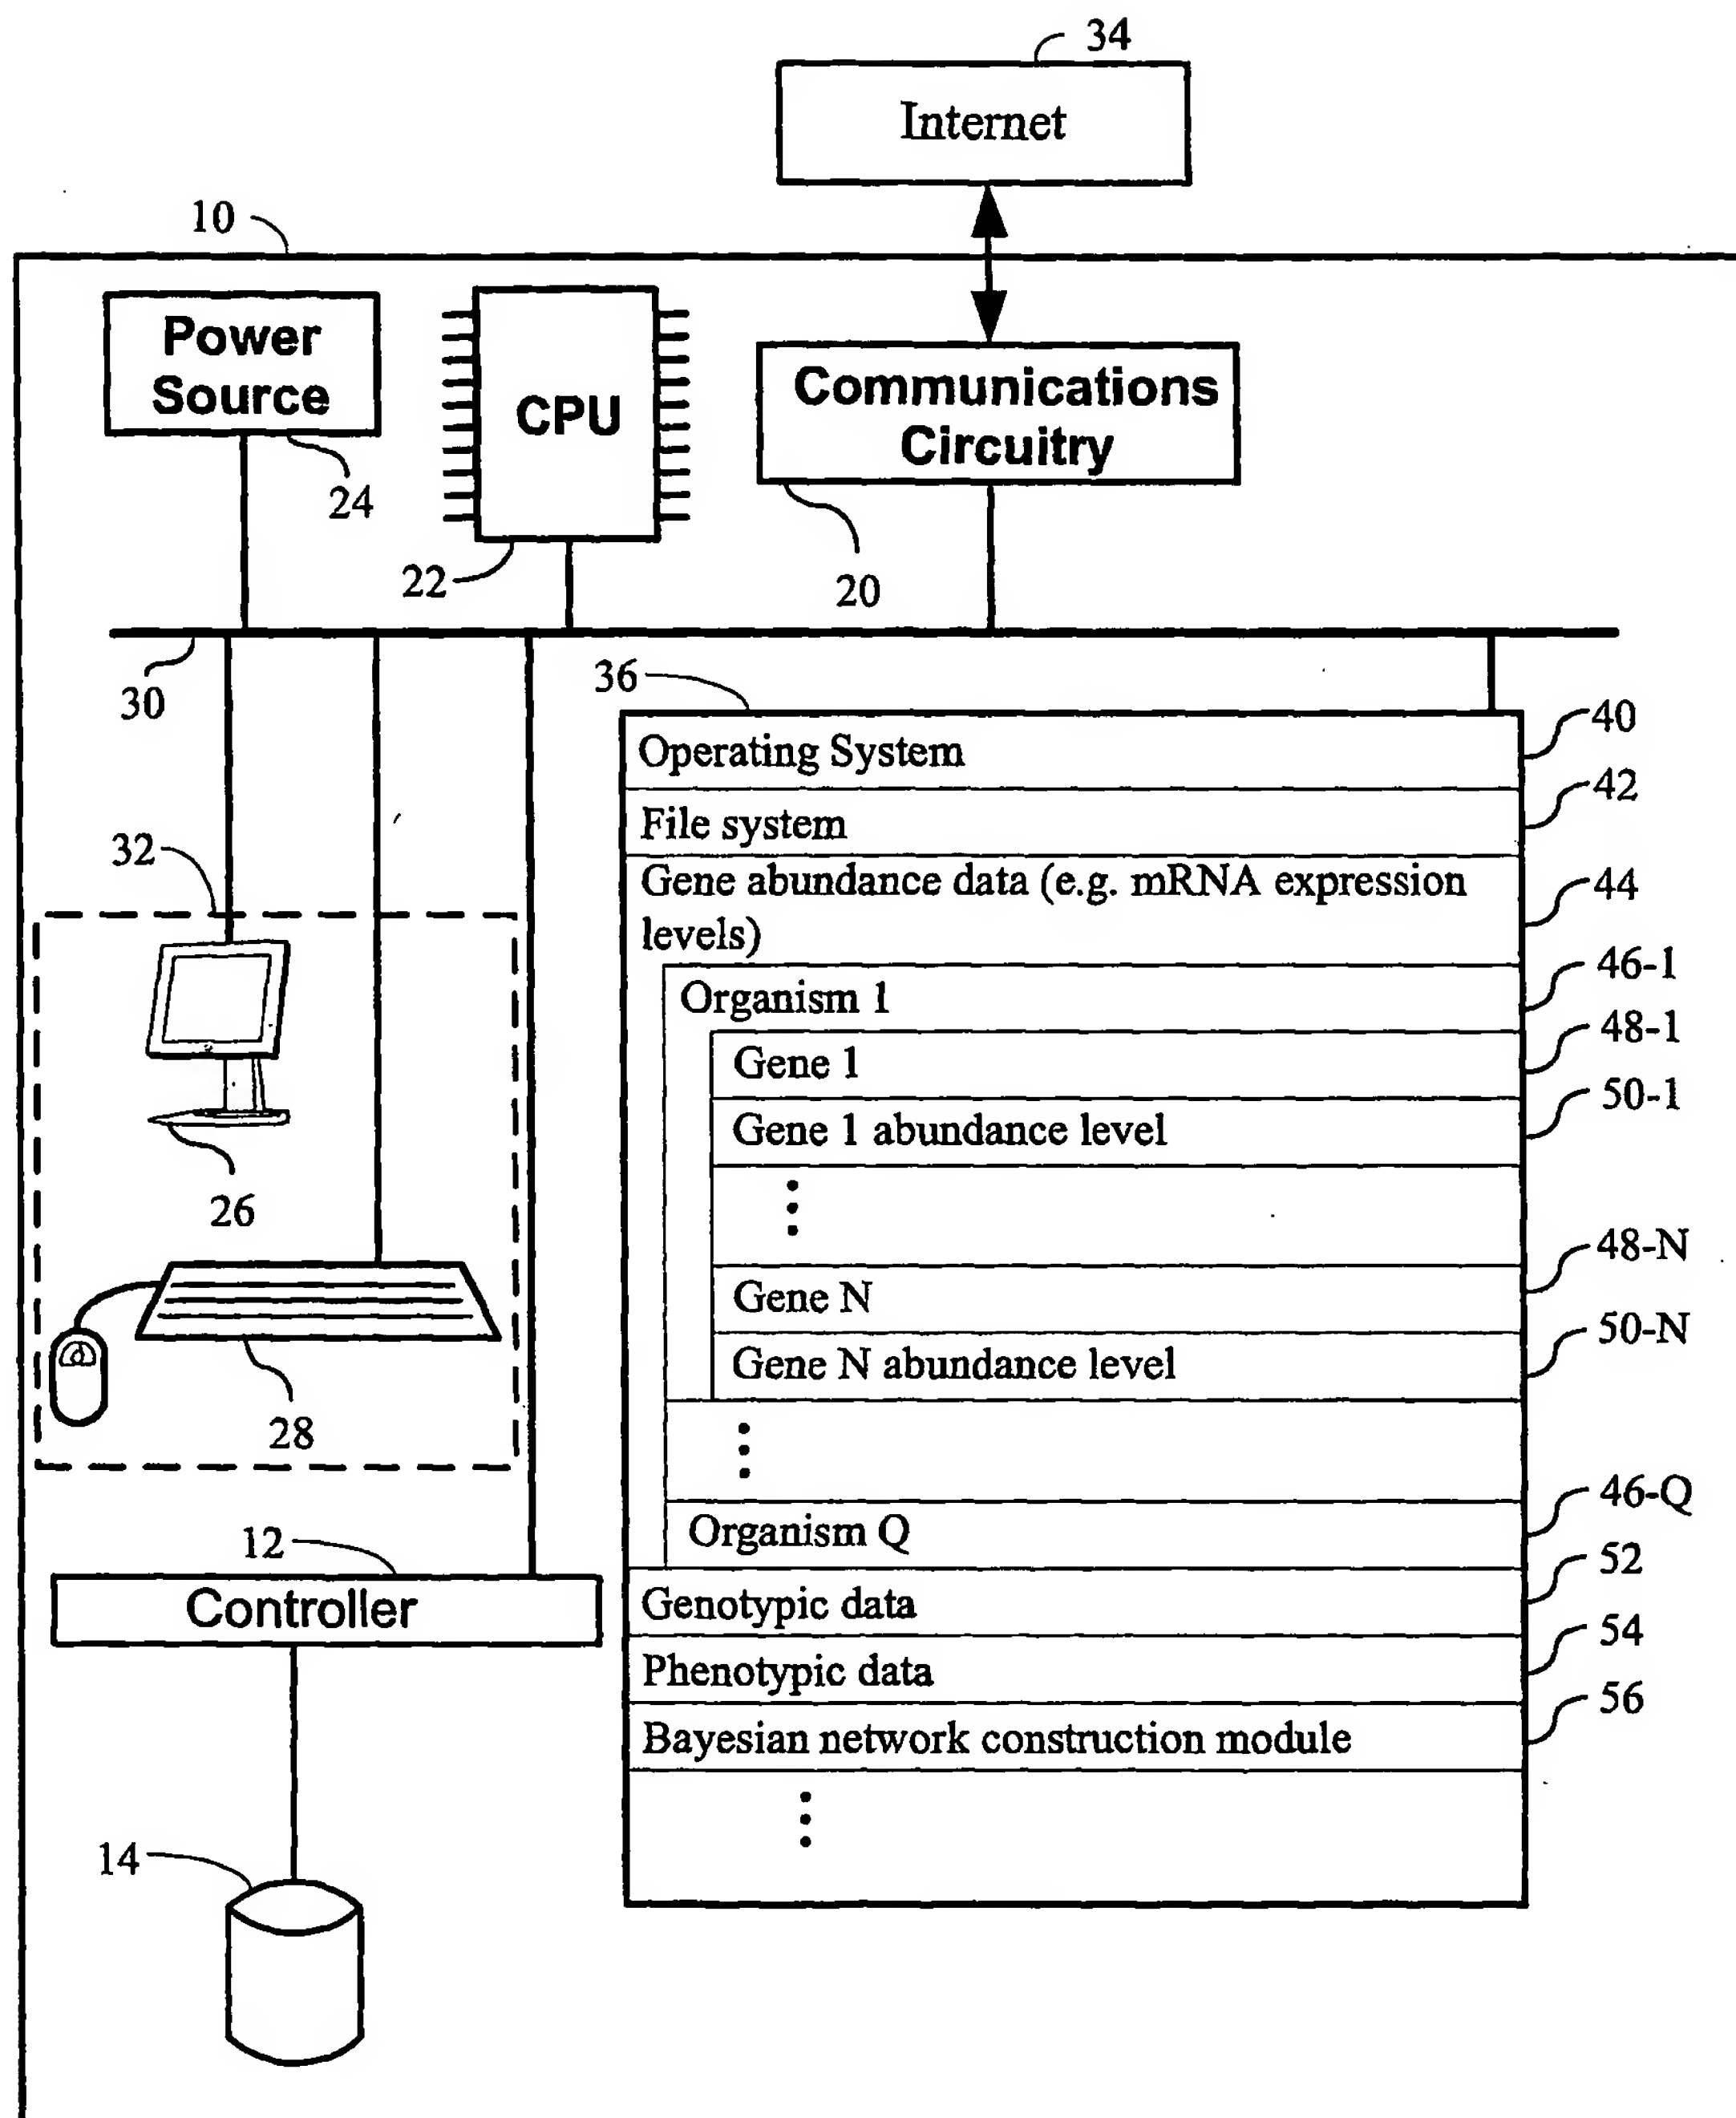 34
Internet
10
Power
Source
CPU
Communications
Circuitry
24
22
20
30
36
Operating System
40
File system
42
Gene abundance data (e.g. mRNA expression
levels)
44
32
Organism 1
46-1
Gene 1
48-1
Gene 1 abundance level
50-1
26
Gene N
48-N
Gene N abundance level
50-N
28
Organism Q
46-Q
12
Controller
Genotypic data
52
Phenotypic data
54
Bayesian network construction module
56
14